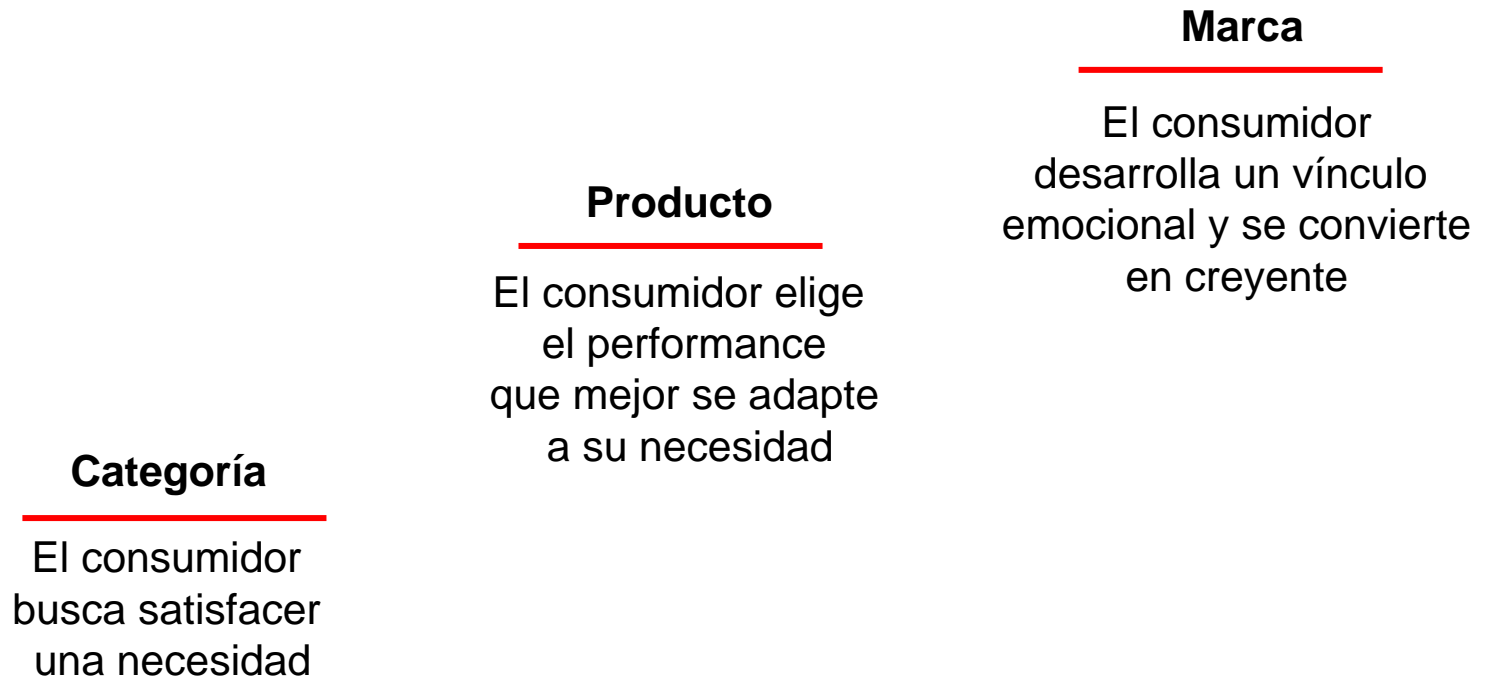 Marca
El consumidor
desarrolla un vínculo
emocional y se convierte
en creyente
Producto
El consumidor elige
el performance
que mejor se adapte
a su necesidad
Categoría
El consumidor
busca satisfacer
una necesidad